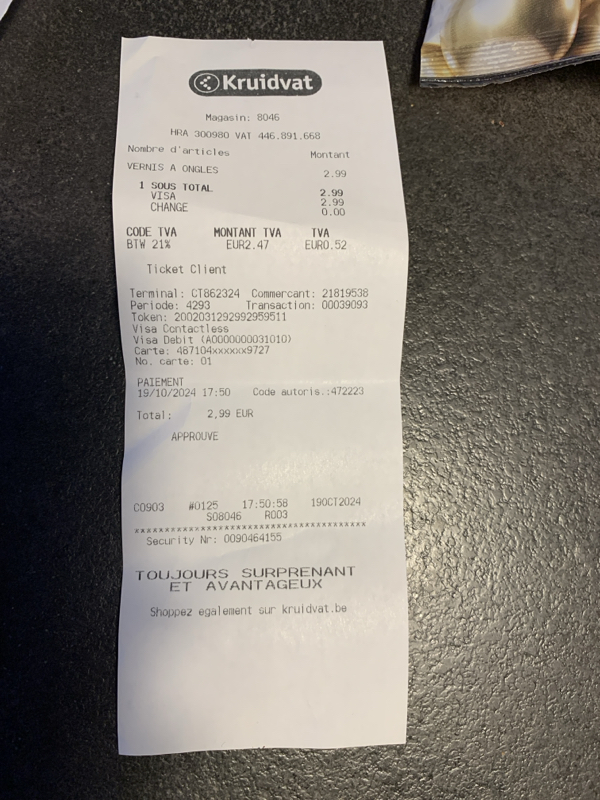 Kruidvat
Magasin: 8046
HRA 300980 VAT 446.891.668
Nombre d'articles Montant
VERNIS A ONGLES 2.99
1 SOUS TOTAL 2.99
VISA 2.99
CHANGE 0.00
CODE TVA MONTANT TVA TVA
BTW 21% EUR2.47 EUR0.52
Ticket Client
Terminal: CT862324 Commercant: 21819538
Periode: 4293 Transaction: 00039093
Token: 2002031292992959511
Visa Contactless
Visa Debit (A0000000031010)
Carte: 487104xxxxxx9727
No. carte: 01
PAIEMENT
19/10/2024 17:50 Code autoris.:472223
Total: 2,99 EUR
APPROUVE
C0903 #0125 17:50:58 19OCT2024
S08046 R003
****************************************
Security Nr: 0090464155
TOUJOURS SURPRENANT
ET AVANTAGEUX
Shoppez egalement sur kruidvat.be